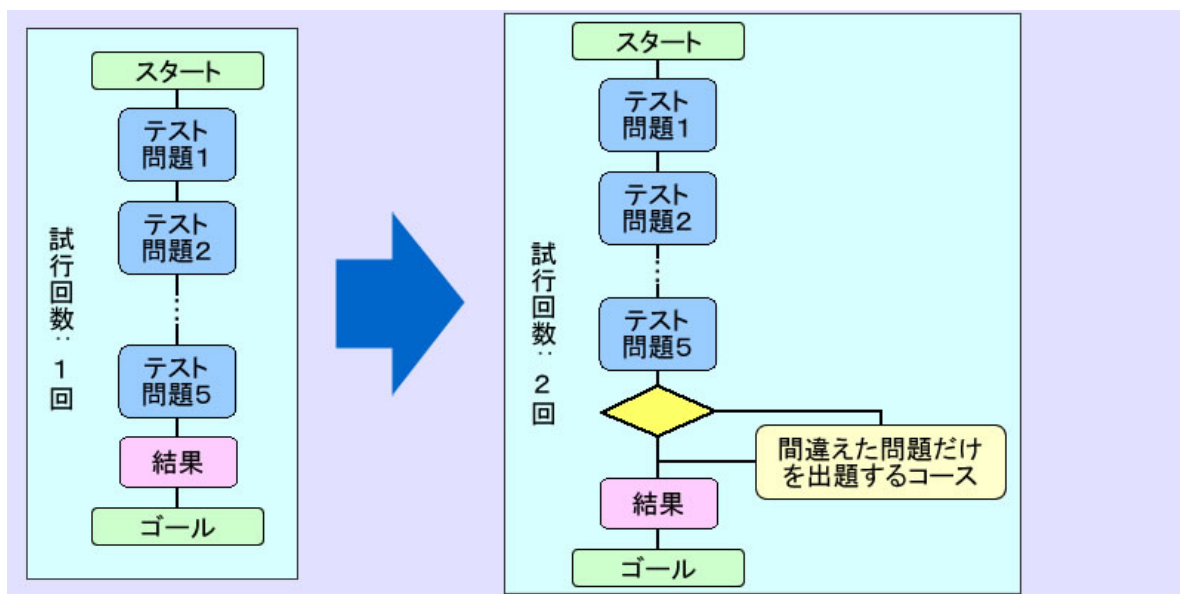 スタート
テスト
問題1
テスト
問題2
テスト
問題5
結果
ゴール
試行回数:1回
スタート
テスト
問題1
テスト
問題2
テスト
問題5
間違えた問題だけ
を出題するコース
結果
ゴール
試行回数:2回